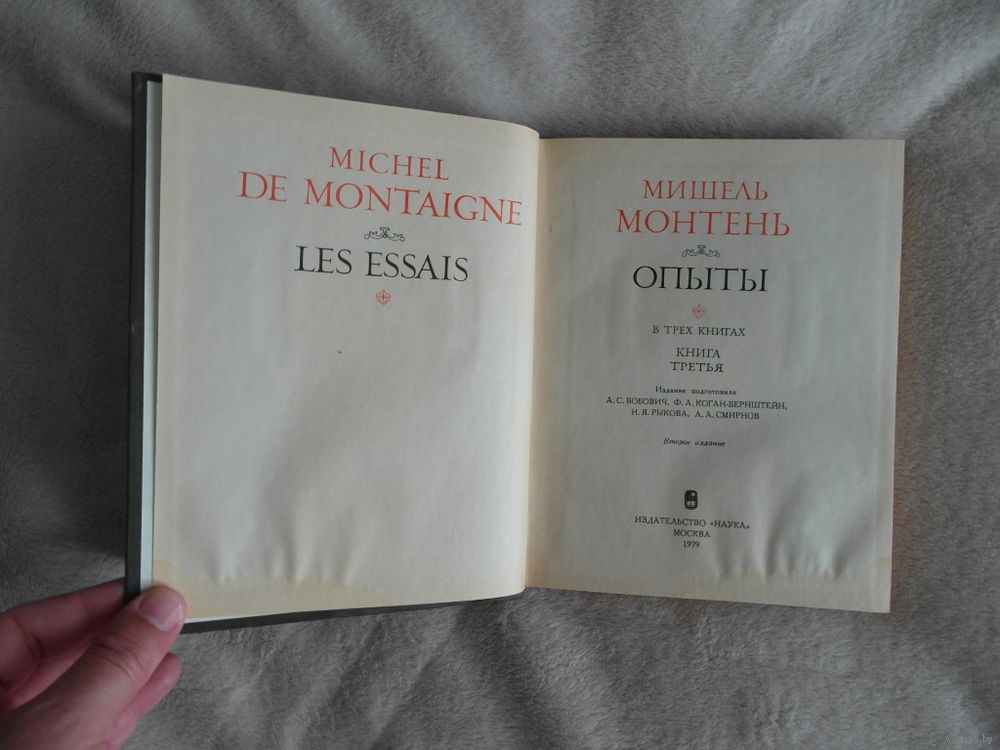 MICHEL
DE MONTAIGNE
LES ESSAIS
МИШЕЛЬ
МОНТЕНЬ
ОПЫТЫ
В ТРЕХ КНИГАХ
КНИГА
ТРЕТЬЯ
Издание подготовили
А. С. БОБОВИЧ, Ф. А. КОГАН-БЕРНШТЕЙН,
Н. Я. РЫКОВА, А. А. СМИРНОВ
Второе издание
ИЗДАТЕЛЬСТВО «НАУКА»
МОСКВА
1979